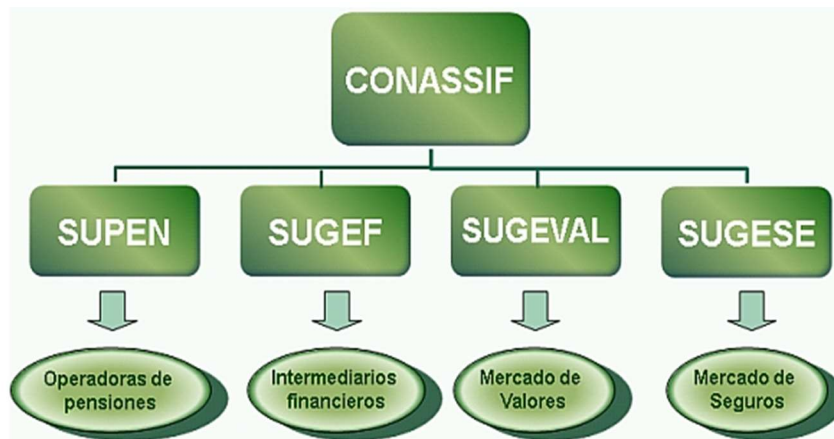 CONASSIF
SUPEN
SUGEF
SUGEVAL
SUGESE
Operadoras de
pensiones
Intermediarios
financieros
Mercado de
Valores
Mercado de
Seguros